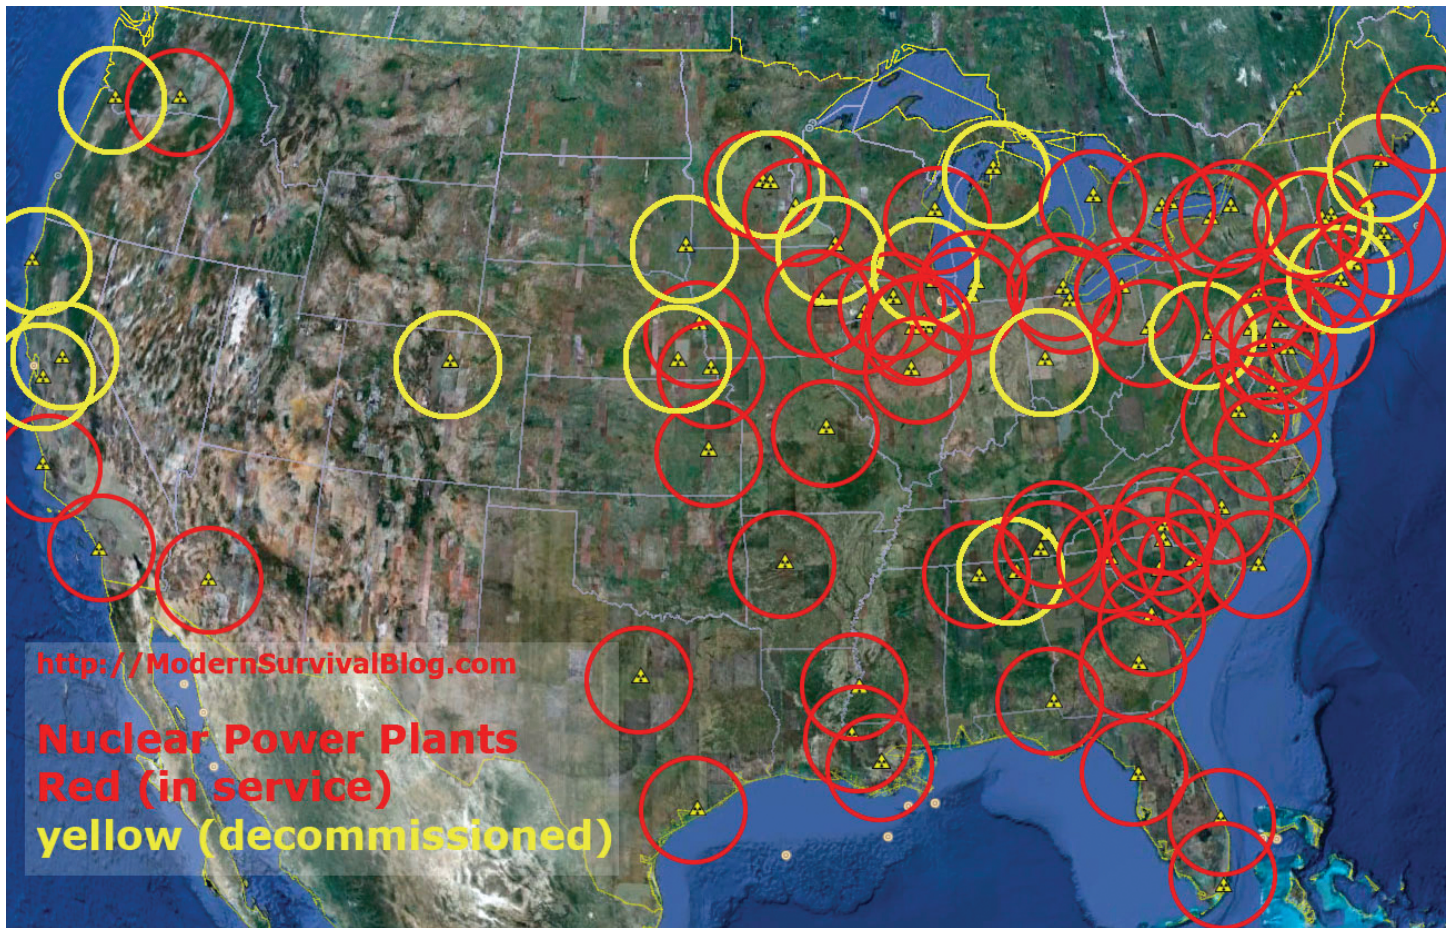 http://ModernSurvivalBlog.com
Nuclear Power Plants
Red (in service)
yellow (decommissioned)